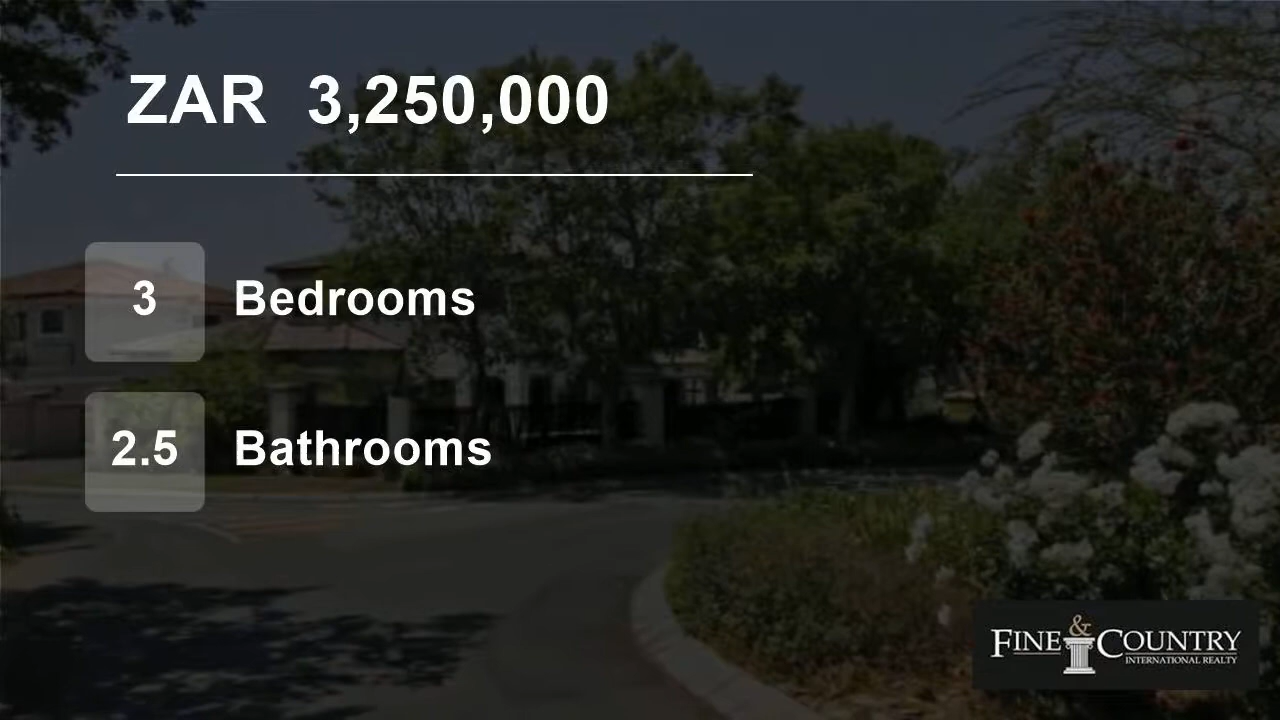 ZAR 3,250,000
3 Bedrooms
2.5 Bathrooms
FINE & COUNTRY
INTERNATIONAL REALTY